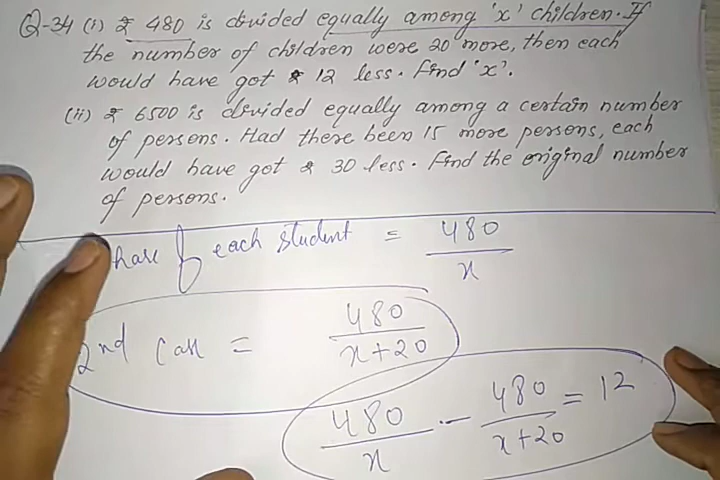 Q-34 (i) ₹ 480 is divided equally among 'x' children. If
the number of children were 20 more, then each
would have got ₹ 12 less. Find 'x'.
(ii) ₹ 6500 is divided equally among a certain number
of persons. Had there been 15 more persons, each
would have got ₹ 30 less. Find the original number
of persons.
of each student = 480/x
2nd Case = 480/x+20
480/x - 480/x+20 = 12